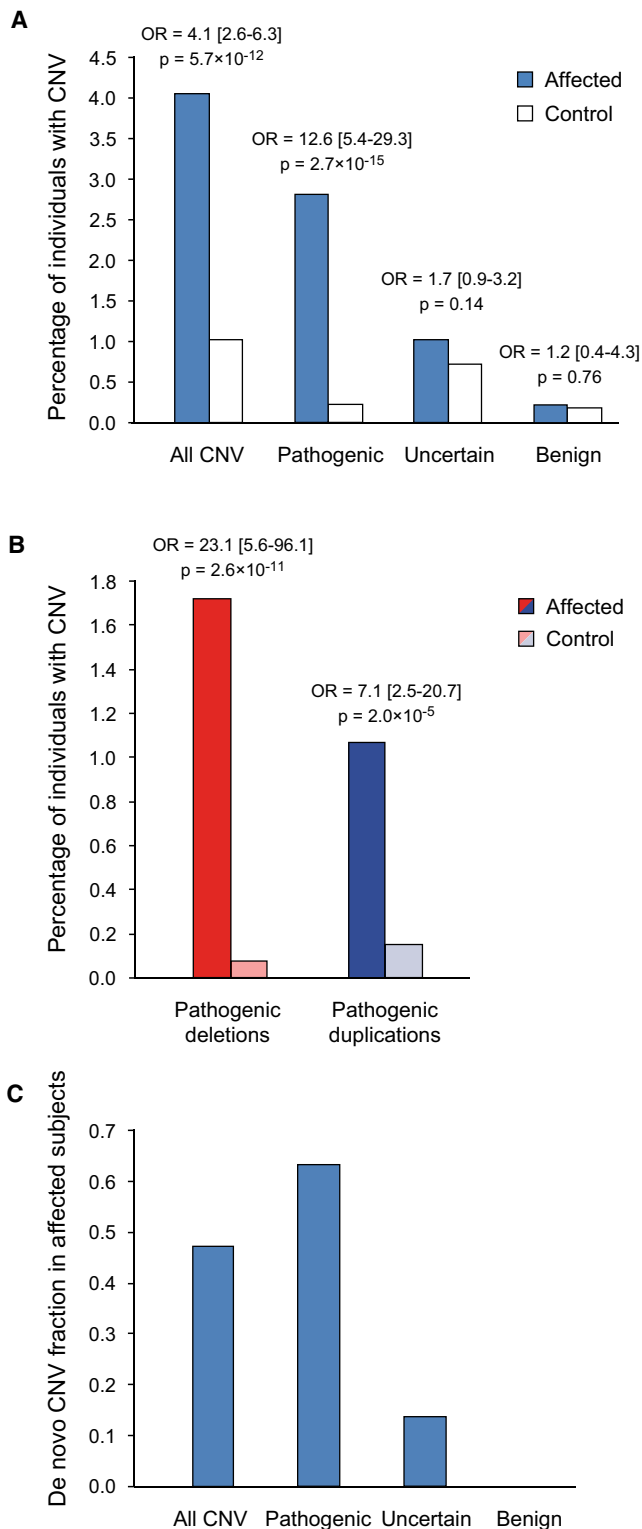 A
OR = 4.1 [2.6-6.3]
p = 5.7×10-12
OR = 12.6 [5.4-29.3]
p = 2.7×10-15
OR = 1.7 [0.9-3.2]
p = 0.14
OR = 1.2 [0.4-4.3]
p = 0.76
Affected
Control
Percentage of individuals with CNV
4.5
4.0
3.5
3.0
2.5
2.0
1.5
1.0
0.5
0.0
All CNV Pathogenic Uncertain Benign
B
OR = 23.1 [5.6-96.1]
p = 2.6×10-11
OR = 7.1 [2.5-20.7]
p = 2.0×10-5
Affected
Control
Percentage of individuals with CNV
1.8
1.6
1.4
1.2
1.0
0.8
0.6
0.4
0.2
0.0
Pathogenic
deletions
Pathogenic
duplications
C
De novo CNV fraction in affected subjects
0.7
0.6
0.5
0.4
0.3
0.2
0.1
0.0
All CNV Pathogenic Uncertain Benign